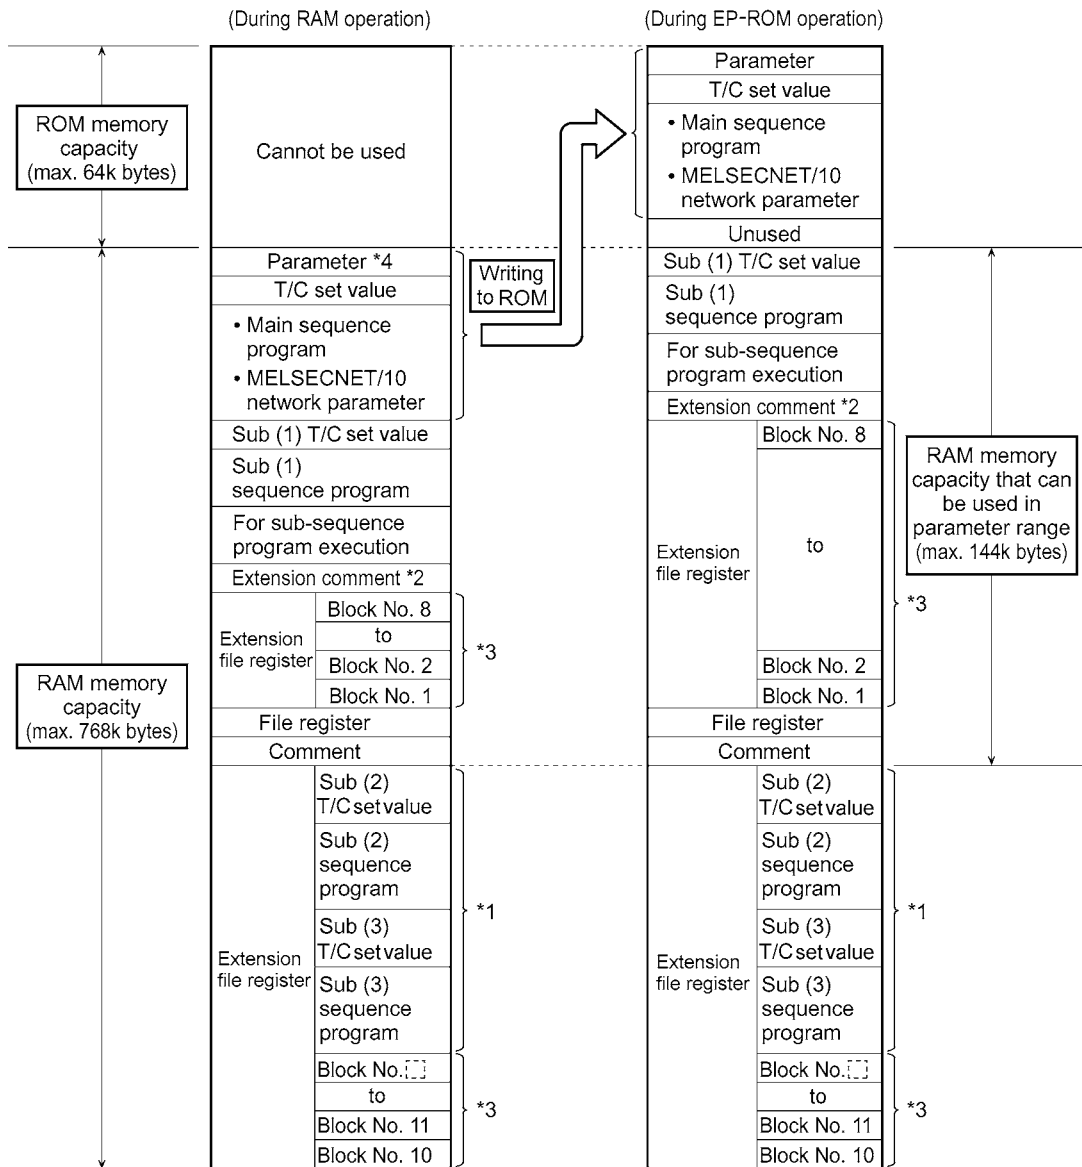 (During RAM operation)
(During EP-ROM operation)
ROM memory
capacity
(max. 64k bytes)
RAM memory
capacity
(max. 768k bytes)
Cannot be used
Parameter *4
T/C set value
• Main sequence
program
• MELSECNET/10
network parameter
Sub (1) T/C set value
Sub (1)
sequence program
For sub-sequence
program execution
Extension comment *2
Extension
file register
Block No. 8
to
Block No. 2
Block No. 1
*3
File register
Comment
Extension
file register
Sub (2)
T/C set value
Sub (2)
sequence
program
Sub (3)
T/C set value
Sub (3)
sequence
program
*1
Block No.
to
Block No. 11
Block No. 10
*3
Writing
to ROM
Parameter
T/C set value
• Main sequence
program
• MELSECNET/10
network parameter
Unused
Sub (1) T/C set value
Sub (1)
sequence program
For sub-sequence
program execution
Extension comment *2
Extension
file register
Block No. 8
to
Block No. 2
Block No. 1
*3
File register
Comment
Extension
file register
Sub (2)
T/C set value
Sub (2)
sequence
program
Sub (3)
T/C set value
Sub (3)
sequence
program
*1
Block No.
to
Block No. 11
Block No. 10
*3
RAM memory
capacity that can
be used in
parameter range
(max. 144k bytes)